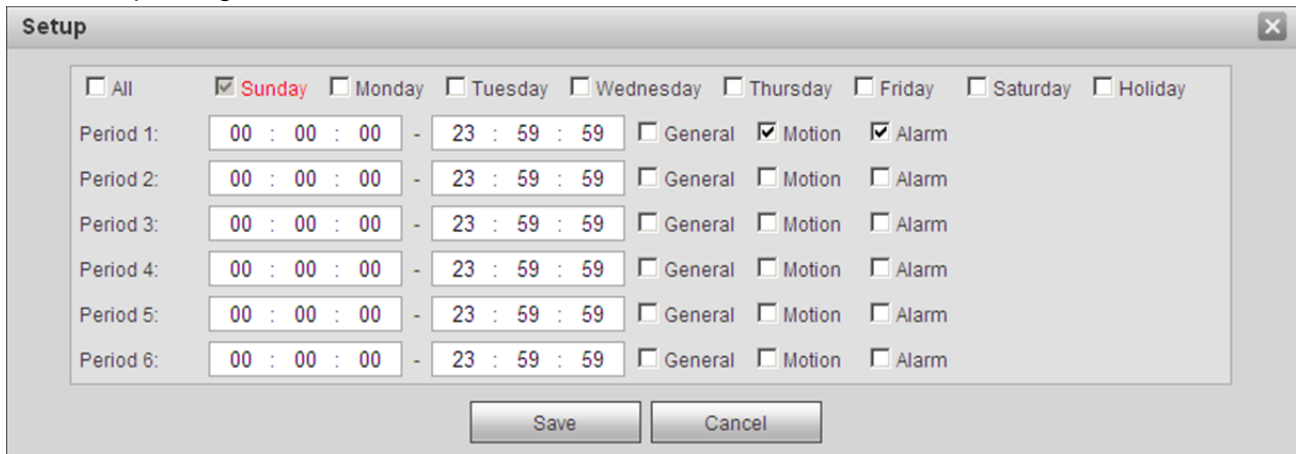 Setup
All Sunday Monday Tuesday Wednesday Thursday Friday Saturday Holiday
Period 1: 00 : 00 : 00 - 23 : 59 : 59 General Motion Alarm
Period 2: 00 : 00 : 00 - 23 : 59 : 59 General Motion Alarm
Period 3: 00 : 00 : 00 - 23 : 59 : 59 General Motion Alarm
Period 4: 00 : 00 : 00 - 23 : 59 : 59 General Motion Alarm
Period 5: 00 : 00 : 00 - 23 : 59 : 59 General Motion Alarm
Period 6: 00 : 00 : 00 - 23 : 59 : 59 General Motion Alarm
Save Cancel